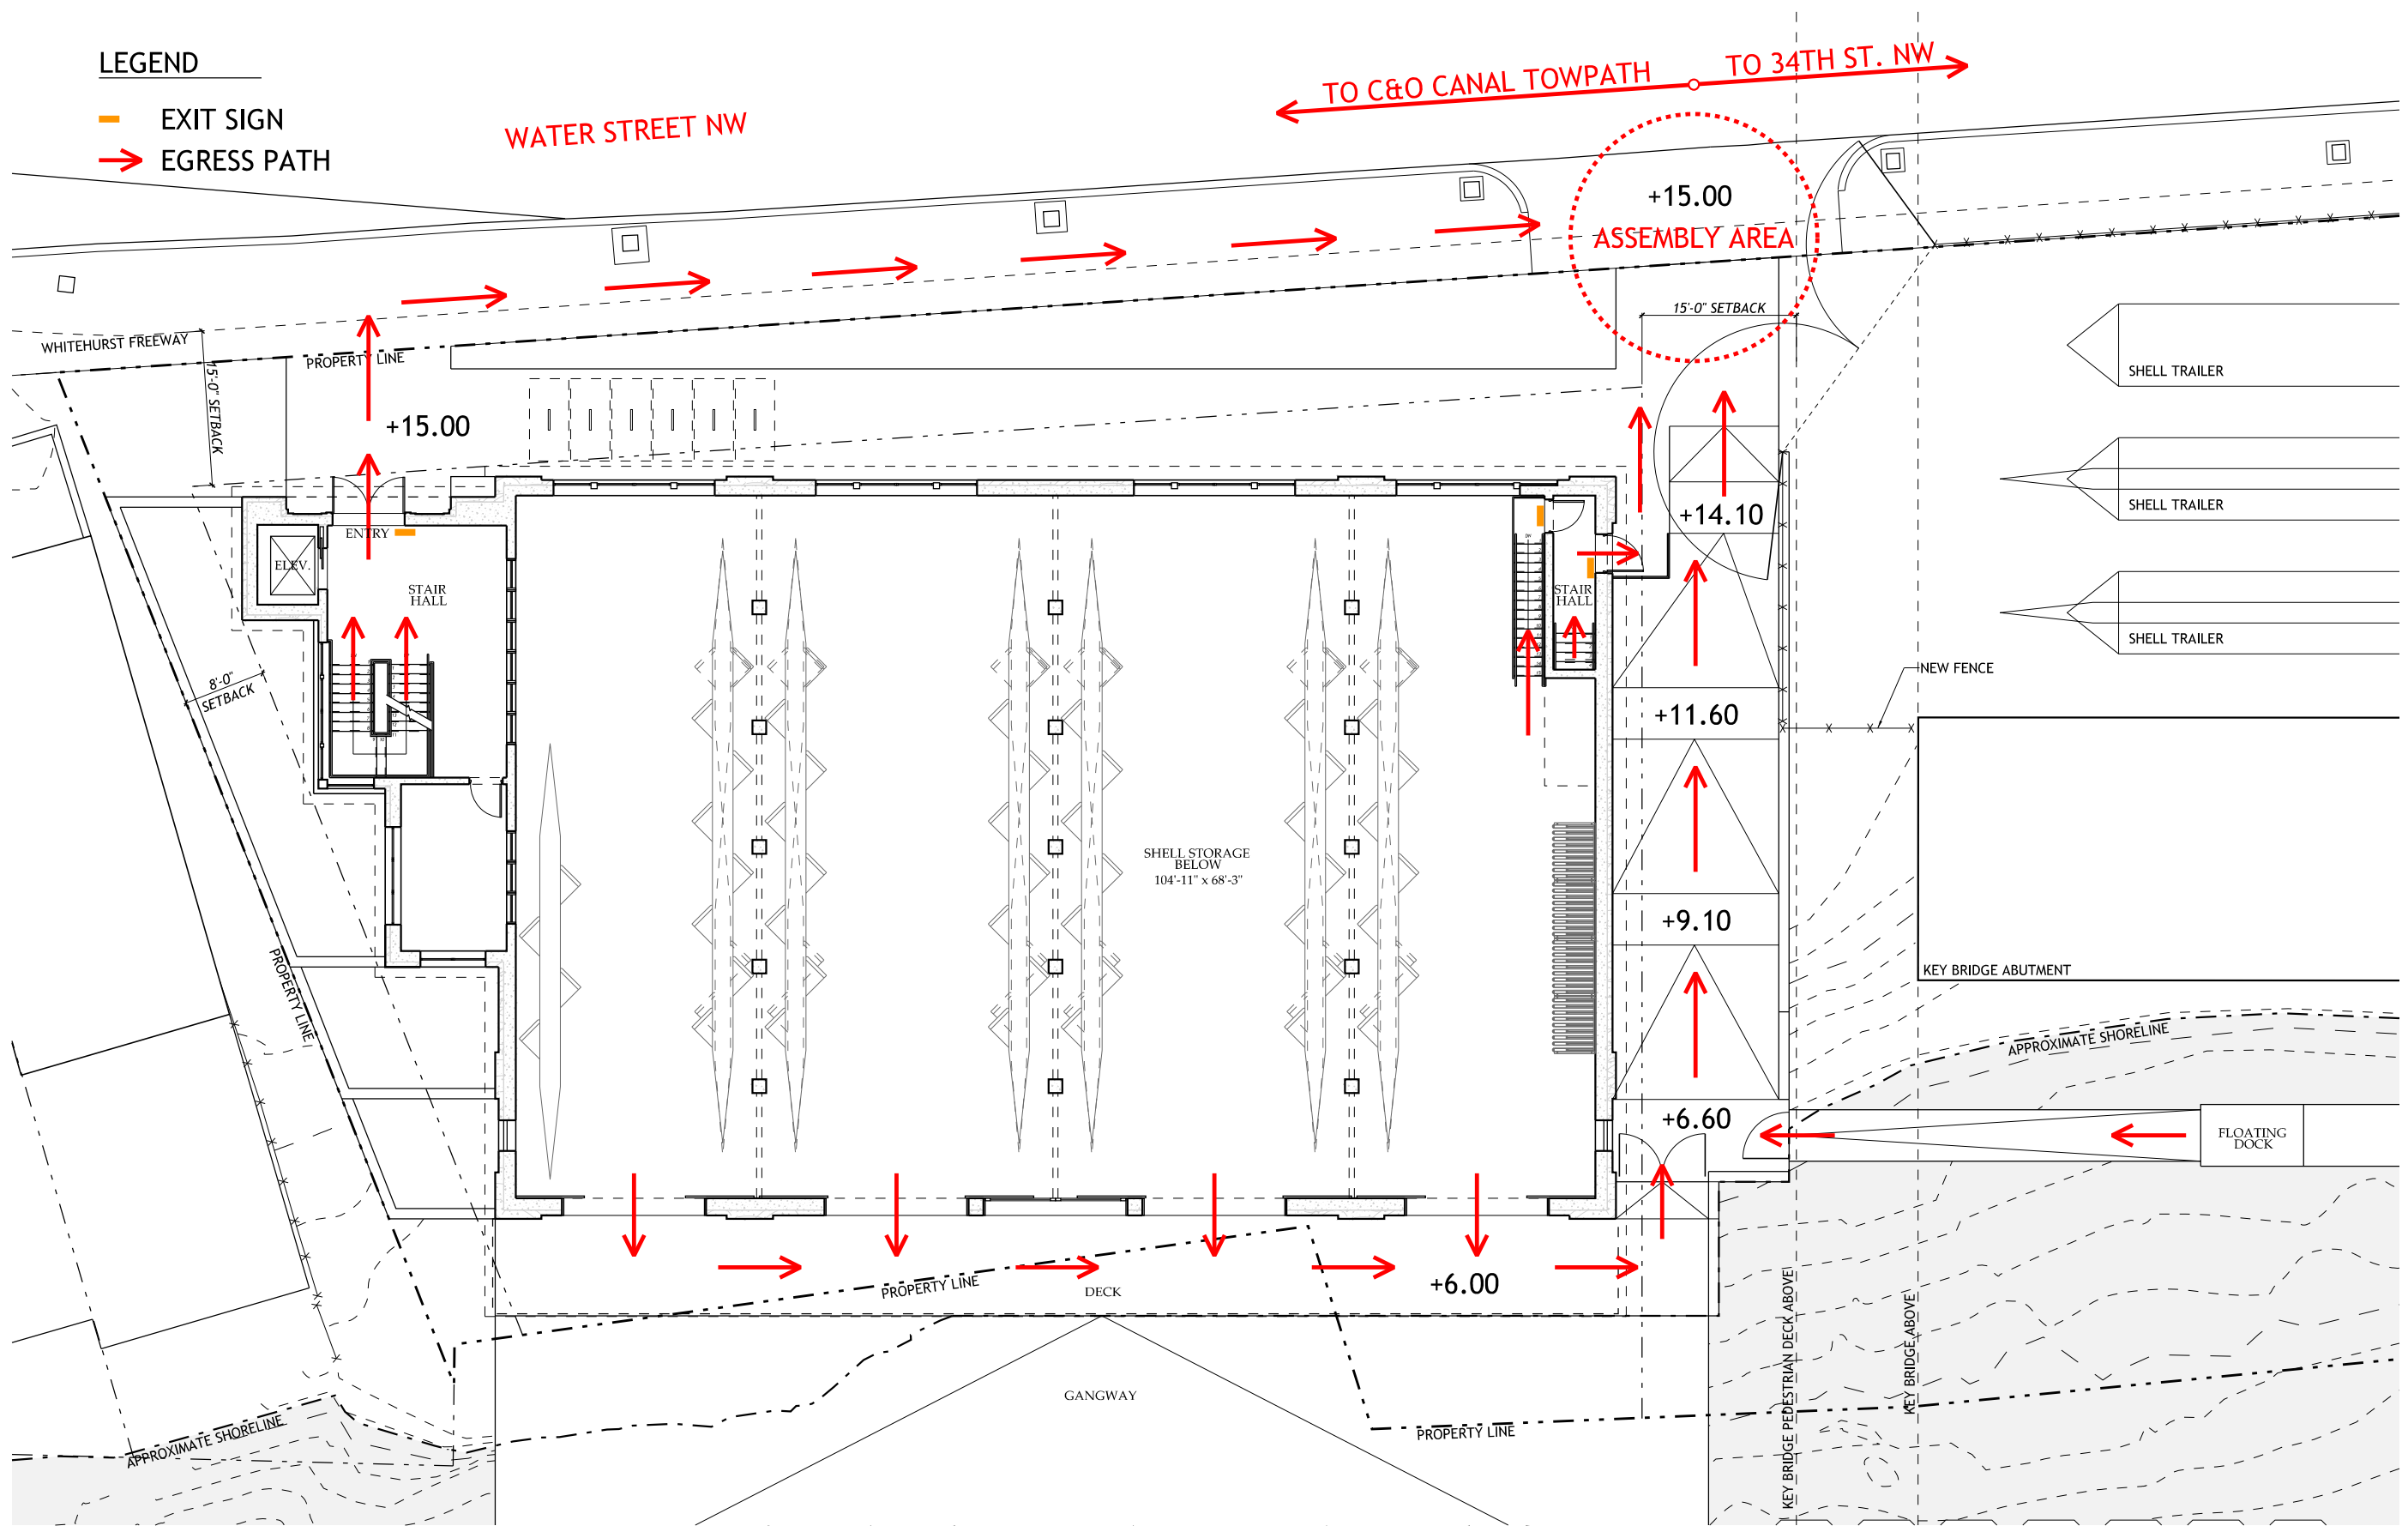 LEGEND
EXIT SIGN
EGRESS PATH
WATER STREET NW
TO C&O CANAL TOWPATH
TO 34TH ST. NW
+15.00
ASSEMBLY AREA
15'-0" SETBACK
WHITEHURST FREEWAY
PROPERTY LINE
15'-0" SETBACK
+15.00
SHELL TRAILER
SHELL TRAILER
SHELL TRAILER
ENTRY
ELEV.
STAIR
HALL
+14.10
STAIR
HALL
8'-0"
SETBACK
NEW FENCE
+11.60
SHELL STORAGE
BELOW
104'-11" x 68'-3"
+9.10
KEY BRIDGE ABUTMENT
PROPERTY LINE
APPROXIMATE SHORELINE
+6.60
FLOATING
DOCK
PROPERTY LINE
DECK
+6.00
KEY BRIDGE PEDESTRIAN DECK ABOVE
KEY BRIDGE ABOVE
GANGWAY
PROPERTY LINE
APPROXIMATE SHORELINE